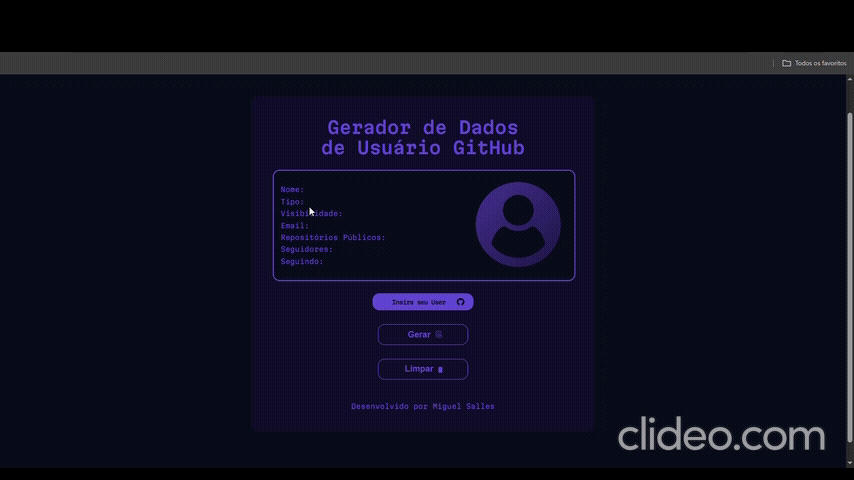 Todos os favoritos
Gerador de Dados
de Usuário GitHub
Nome:
Tipo:
Visibilidade:
Email:
Repositórios Públicos:
Seguidores:
Seguindo:
Insira seu User
Gerar
Limpar
Desenvolvido por Miguel Salles
clideo.com